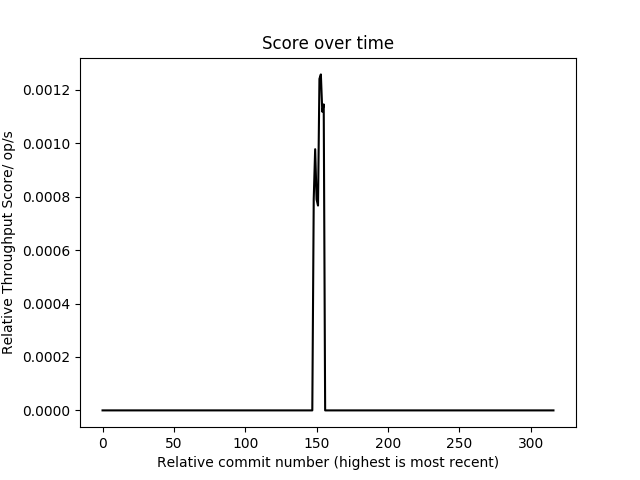 Score over time
Relative Throughput Score/ op/s
0.0012
0.0010
0.0008
0.0006
0.0004
0.0002
0.0000
0 50 100 150 200 250 300
Relative commit number (highest is most recent)